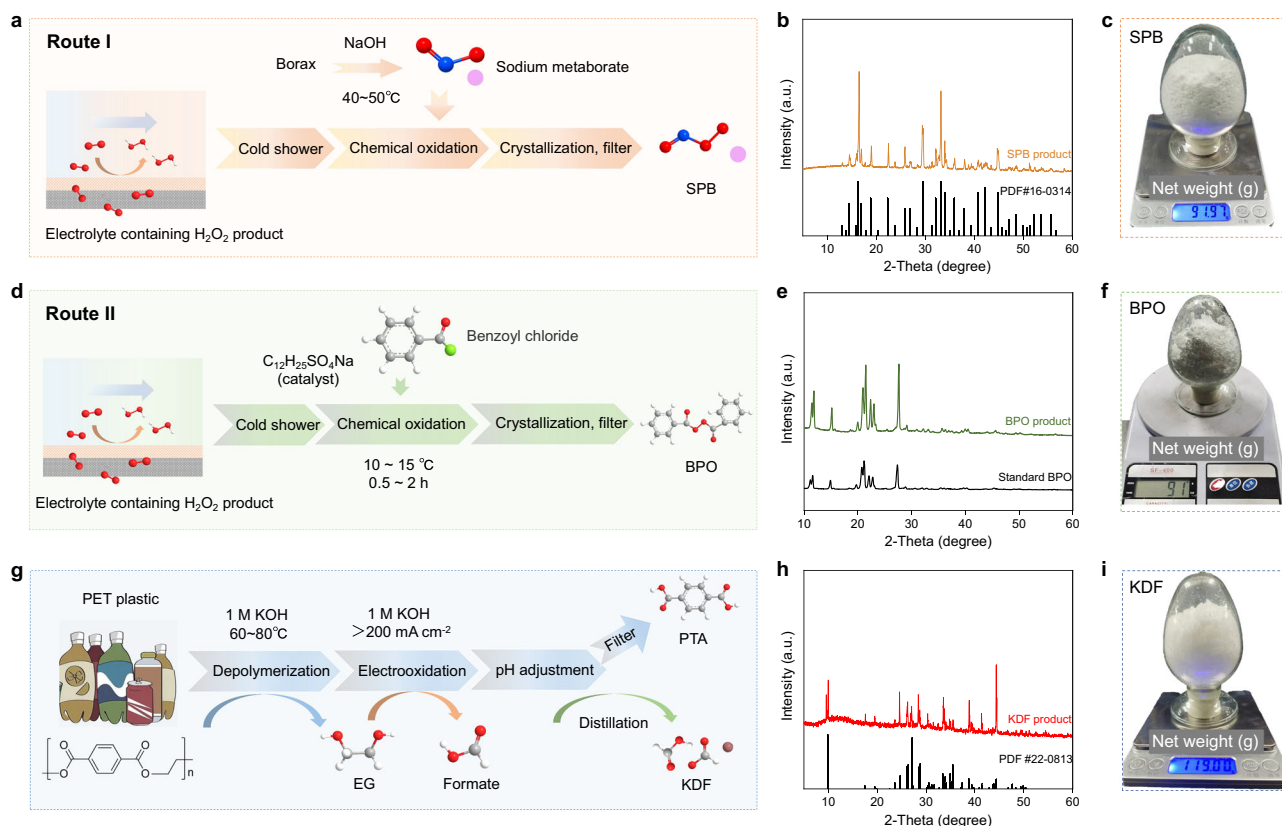 a
Route I
Borax
NaOH
40~50℃
Sodium metaborate
Cold shower
Chemical oxidation
Crystallization, filter
SPB
Electrolyte containing H₂O₂ product
b
Intensity (a.u.)
SPB product
PDF#16-0314
10 20 30 40 50 60
2-Theta (degree)
c
SPB
Net weight (g)
91.97
d
Route II
C₁₂H₂₅SO₄Na
(catalyst)
Benzoyl chloride
Cold shower
Chemical oxidation
Crystallization, filter
10 ~ 15 ℃
0.5 ~ 2 h
BPO
Electrolyte containing H₂O₂ product
e
Intensity (a.u.)
BPO product
Standard BPO
10 20 30 40 50 60
2-Theta (degree)
f
BPO
Net weight (g)
SF-400
91
g
PET plastic
1 M KOH
60~80℃
1 M KOH
＞200 mA cm⁻²
Depolymerization
Electrooxidation
pH adjustment
Filter
PTA
Distillation
O
O
O
O
n
EG
Formate
KDF
h
Intensity (a.u.)
KDF product
PDF #22-0813
10 20 30 40 50 60
2-Theta (degree)
i
KDF
Net weight (g)
119.00